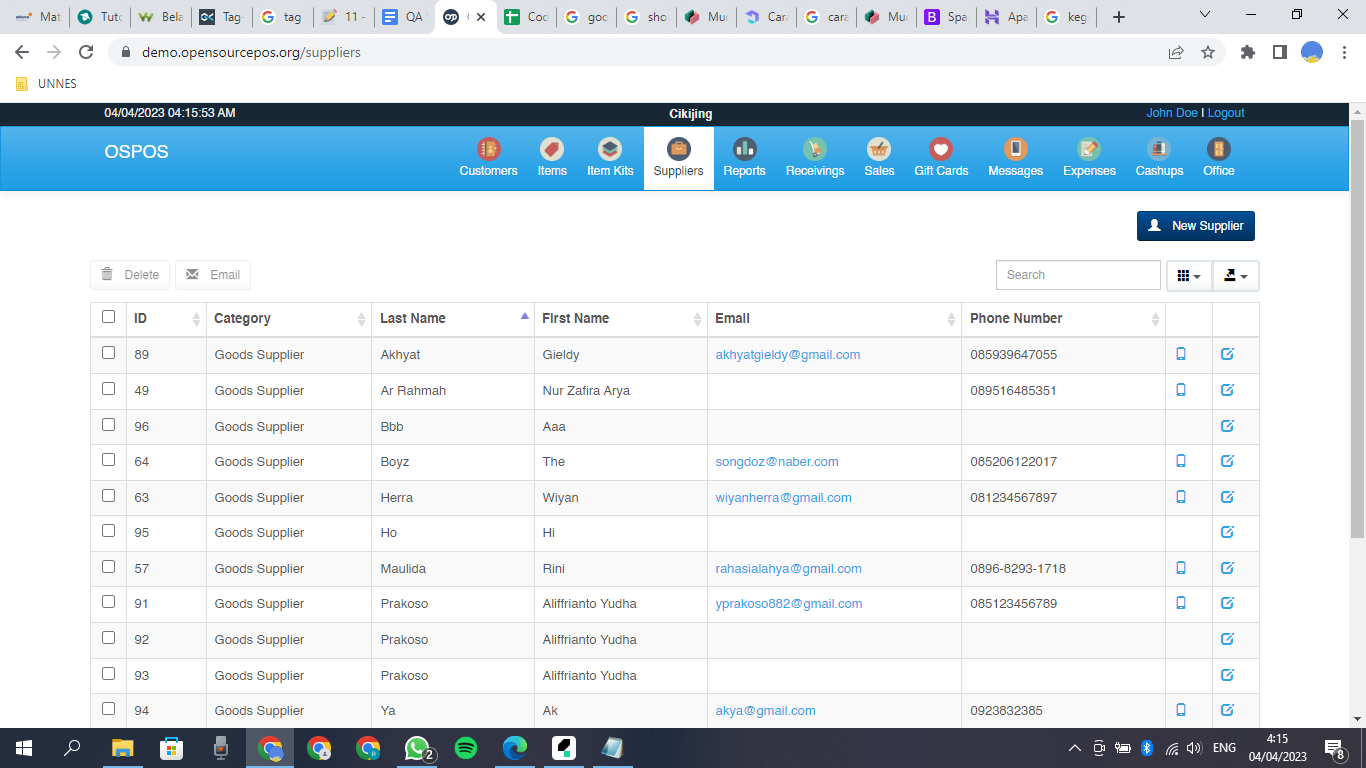 Mat
Tuto
Bela
Tag-
tag
11 -
QA
Cod
goo
sho
Muc
Cara
cara
Muc
Spa
Apa
keg
demo.opensourcepos.org/suppliers
UNNES
04/04/2023 04:15:53 AM
Cikijing
John Doe | Logout
OSPOS
Customers
Items
Item Kits
Suppliers
Reports
Receivings
Sales
Gift Cards
Messages
Expenses
Cashups
Office
New Supplier
Delete
Email
Search
ID Category Last Name First Name Email Phone Number
89 Goods Supplier Akhyat Gieldy akhyatgieldy@gmail.com 085939647055
49 Goods Supplier Ar Rahmah Nur Zafira Arya 089516485351
96 Goods Supplier Bbb Aaa
64 Goods Supplier Boyz The songdoz@naber.com 085206122017
63 Goods Supplier Herra Wiyan wiyanherra@gmail.com 081234567897
95 Goods Supplier Ho Hi
57 Goods Supplier Maulida Rini rahasialahya@gmail.com 0896-8293-1718
91 Goods Supplier Prakoso Aliffrianto Yudha yprakoso882@gmail.com 085123456789
92 Goods Supplier Prakoso Aliffrianto Yudha
93 Goods Supplier Prakoso Aliffrianto Yudha
94 Goods Supplier Ya Ak akya@gmail.com 0923832385
2
ENG
4:15
04/04/2023
8